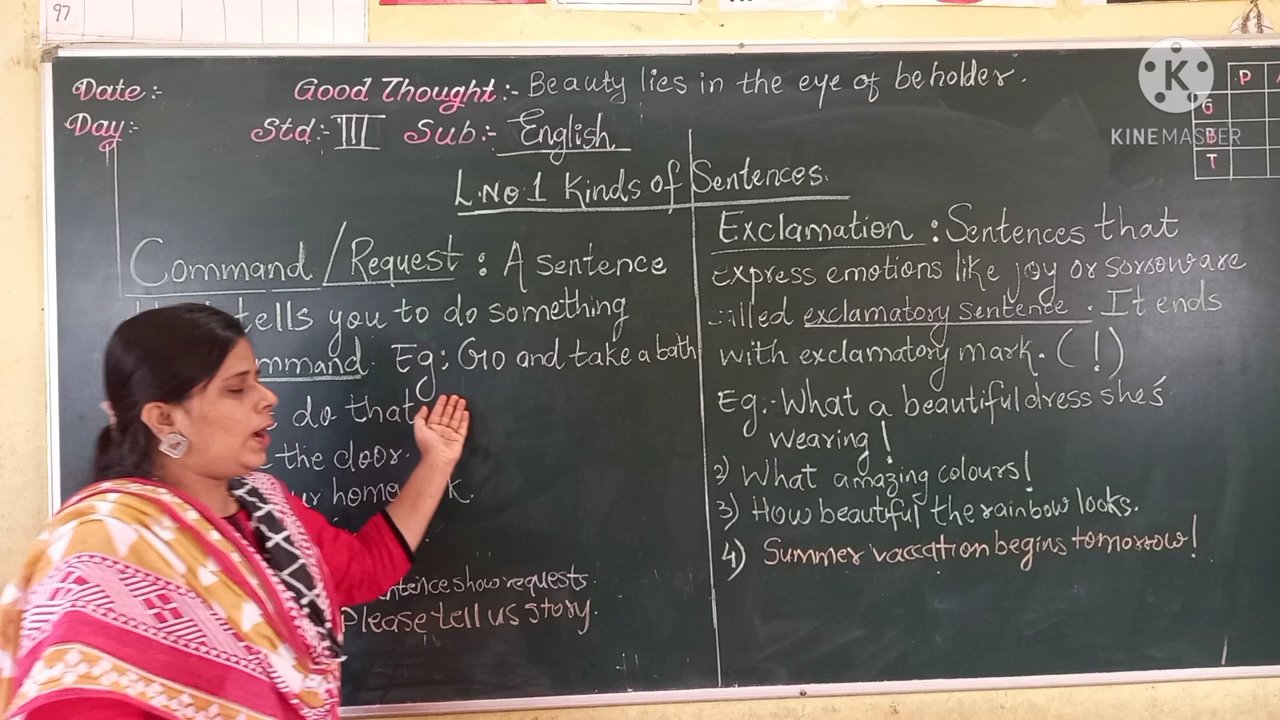 97
Date:-
Good Thought:- Beauty lies in the eye of beholder.
Day:-
Std:- III Sub:- English
L.No.1 Kinds of Sentences.
Command/Request : A sentence
tells you to do something
mmand. Eg: Go and take a bath
do that
the door.
ur home k.
ntence show requests.
Please tell us story.
Exclamation : Sentences that
express emotions like joy or sorrow are
alled exclamatory sentence. It ends
with exclamatory mark. (!)
Eg:- What a beautiful dress she's
wearing!
2) What amazing colours!
3) How beautiful the rainbow looks.
4) Summer vaccation begins tomorrow!
P
G
B
T
KINEMASTER